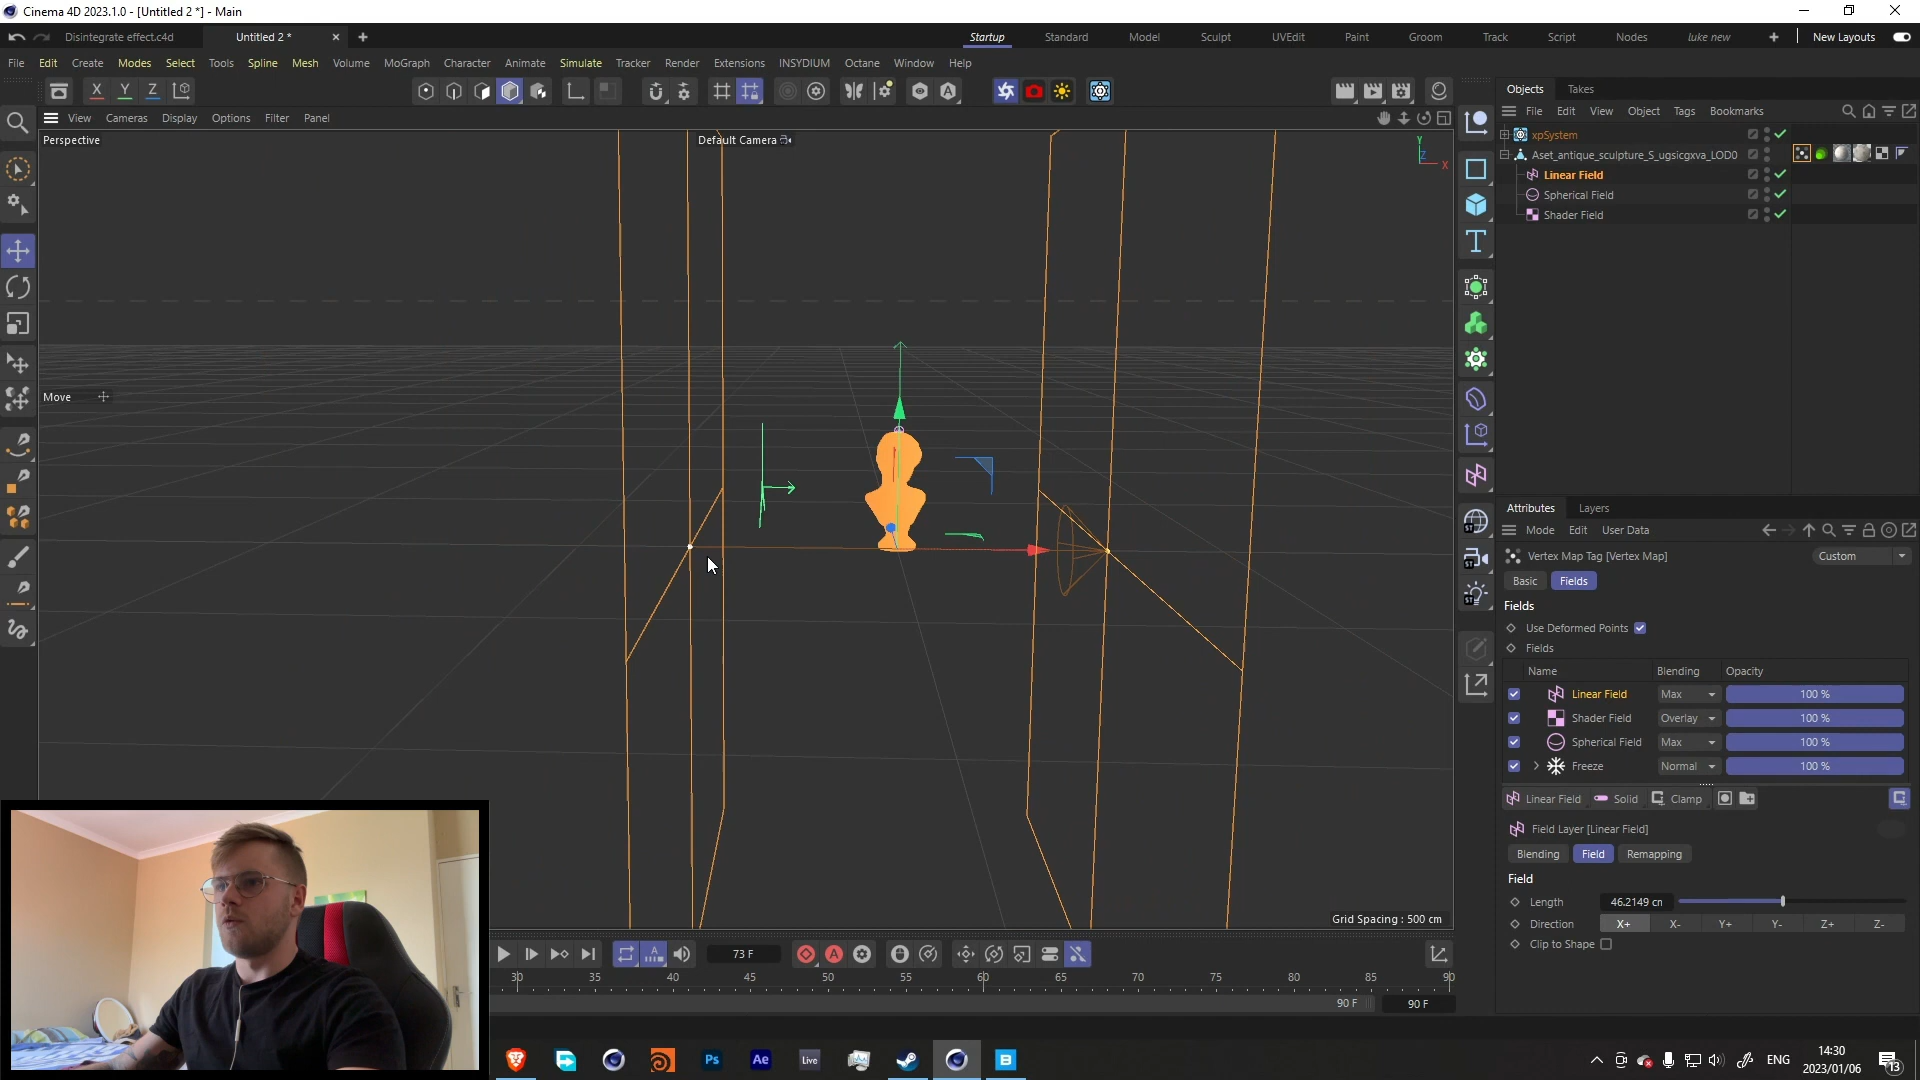 Cinema 4D 2023.1.0 - [Untitled 2 *] - Main
Disintegrate effect.c4d
Untitled 2 *
Startup
Standard
Model
Sculpt
UVEdit
Paint
Groom
Track
Script
Nodes
luke new
New Layouts
File Edit Create Modes Select Tools Spline Mesh Volume MoGraph Character Animate Simulate Tracker Render Extensions INSYDIUM Octane Window Help
X Y Z
Objects Takes
View Cameras Display Options Filter Panel
File Edit View Object Tags Bookmarks
Perspective
Default Camera
Y
Z
X
xpSystem
Aset_antique_sculpture_S_ugsicgxva_LOD0
Linear Field
Spherical Field
Shader Field
Move
Attributes Layers
Mode Edit User Data
Vertex Map Tag [Vertex Map]
Custom
Basic Fields
Fields
Use Deformed Points
Fields
Name Blending Opacity
Linear Field Max 100 %
Shader Field Overlay 100 %
Spherical Field Max 100 %
Freeze Normal 100 %
Linear Field Solid Clamp
Field Layer [Linear Field]
Blending Field Remapping
Field
Length 46.2149 cn
Direction X+ X- Y+ Y- Z+ Z-
Clip to Shape
Grid Spacing : 500 cm
73 F
30 35 40 45 50 55 60 65 70 75 80 85 90
90 F
90 F
Ps
Ae
Live
B
ENG
14:30
2023/01/06
13